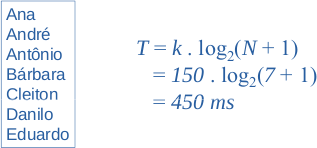 Ana
André
Antônio
Bárbara
Cleiton
Danilo
Eduardo
T = k . log₂(N + 1)
= 150 . log₂(7 + 1)
= 450 ms